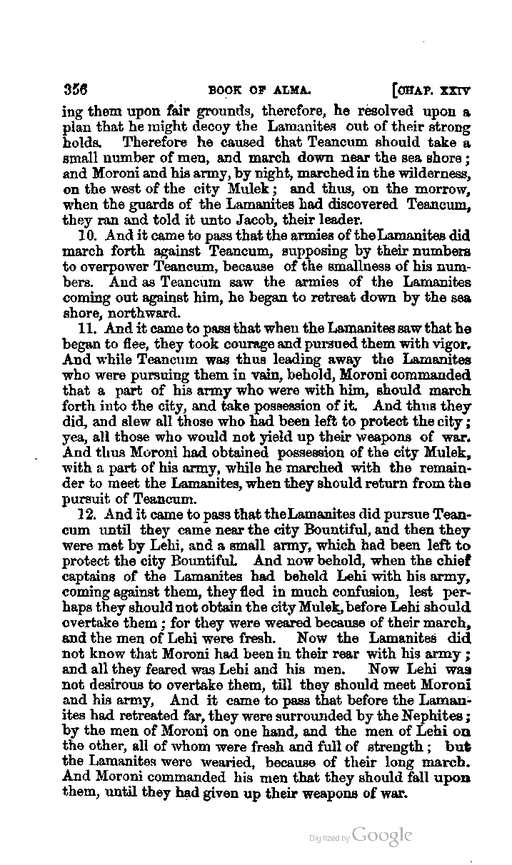 356 BOOK OF ALMA. [CHAP. XXIV
ing them upon fair grounds, therefore, he resolved upon a
plan that he might decoy the Lamanites out of their strong
holds. Therefore he caused that Teancum should take a
small number of men, and march down near the sea shore;
and Moroni and his army, by night, marched in the wilderness,
on the west of the city Mulek; and thus, on the morrow,
when the guards of the Lamanites had discovered Teancum,
they ran and told it unto Jacob, their leader.
10. And it came to pass that the armies of the Lamanites did
march forth against Teancum, supposing by their numbers
to overpower Teancum, because of the smallness of his num-
bers. And as Teancum saw the armies of the Lamanites
coming out against him, he began to retreat down by the sea
shore, northward.
11. And it came to pass that when the Lamanites saw that he
began to flee, they took courage and pursued them with vigor.
And while Teancum was thus leading away the Lamanites
who were pursuing them in vain, behold, Moroni commanded
that a part of his army who were with him, should march
forth into the city, and take possession of it. And thus they
did, and slew all those who had been left to protect the city;
yea, all those who would not yield up their weapons of war.
And thus Moroni had obtained possession of the city Mulek,
with a part of his army, while he marched with the remain-
der to meet the Lamanites, when they should return from the
pursuit of Teancum.
12. And it came to pass that the Lamanites did pursue Tean-
cum until they came near the city Bountiful, and then they
were met by Lehi, and a small army, which had been left to
protect the city Bountiful. And now behold, when the chief
captains of the Lamanites had beheld Lehi with his army,
coming against them, they fled in much confusion, lest per-
haps they should not obtain the city Mulek, before Lehi should
overtake them; for they were weared because of their march,
and the men of Lehi were fresh. Now the Lamanites did
not know that Moroni had been in their rear with his army;
and all they feared was Lehi and his men. Now Lehi was
not desirous to overtake them, till they should meet Moroni
and his army, And it came to pass that before the Laman-
ites had retreated far, they were surrounded by the Nephites;
by the men of Moroni on one hand, and the men of Lehi on
the other, all of whom were fresh and full of strength; but
the Lamanites were wearied, because of their long march.
And Moroni commanded his men that they should fall upon
them, until they had given up their weapons of war.
Digitized by Google